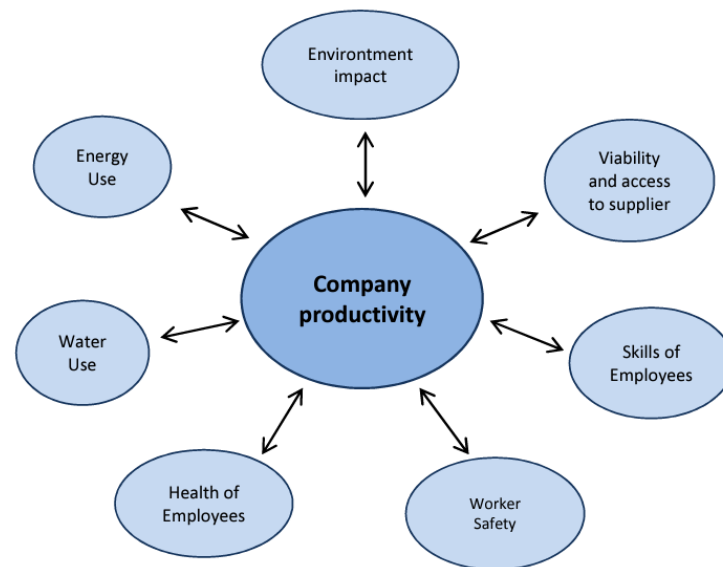 Environtment
impact
Energy
Use
Viability
and access
to supplier
Company
productivity
Water
Use
Skills of
Employees
Health of
Employees
Worker
Safety